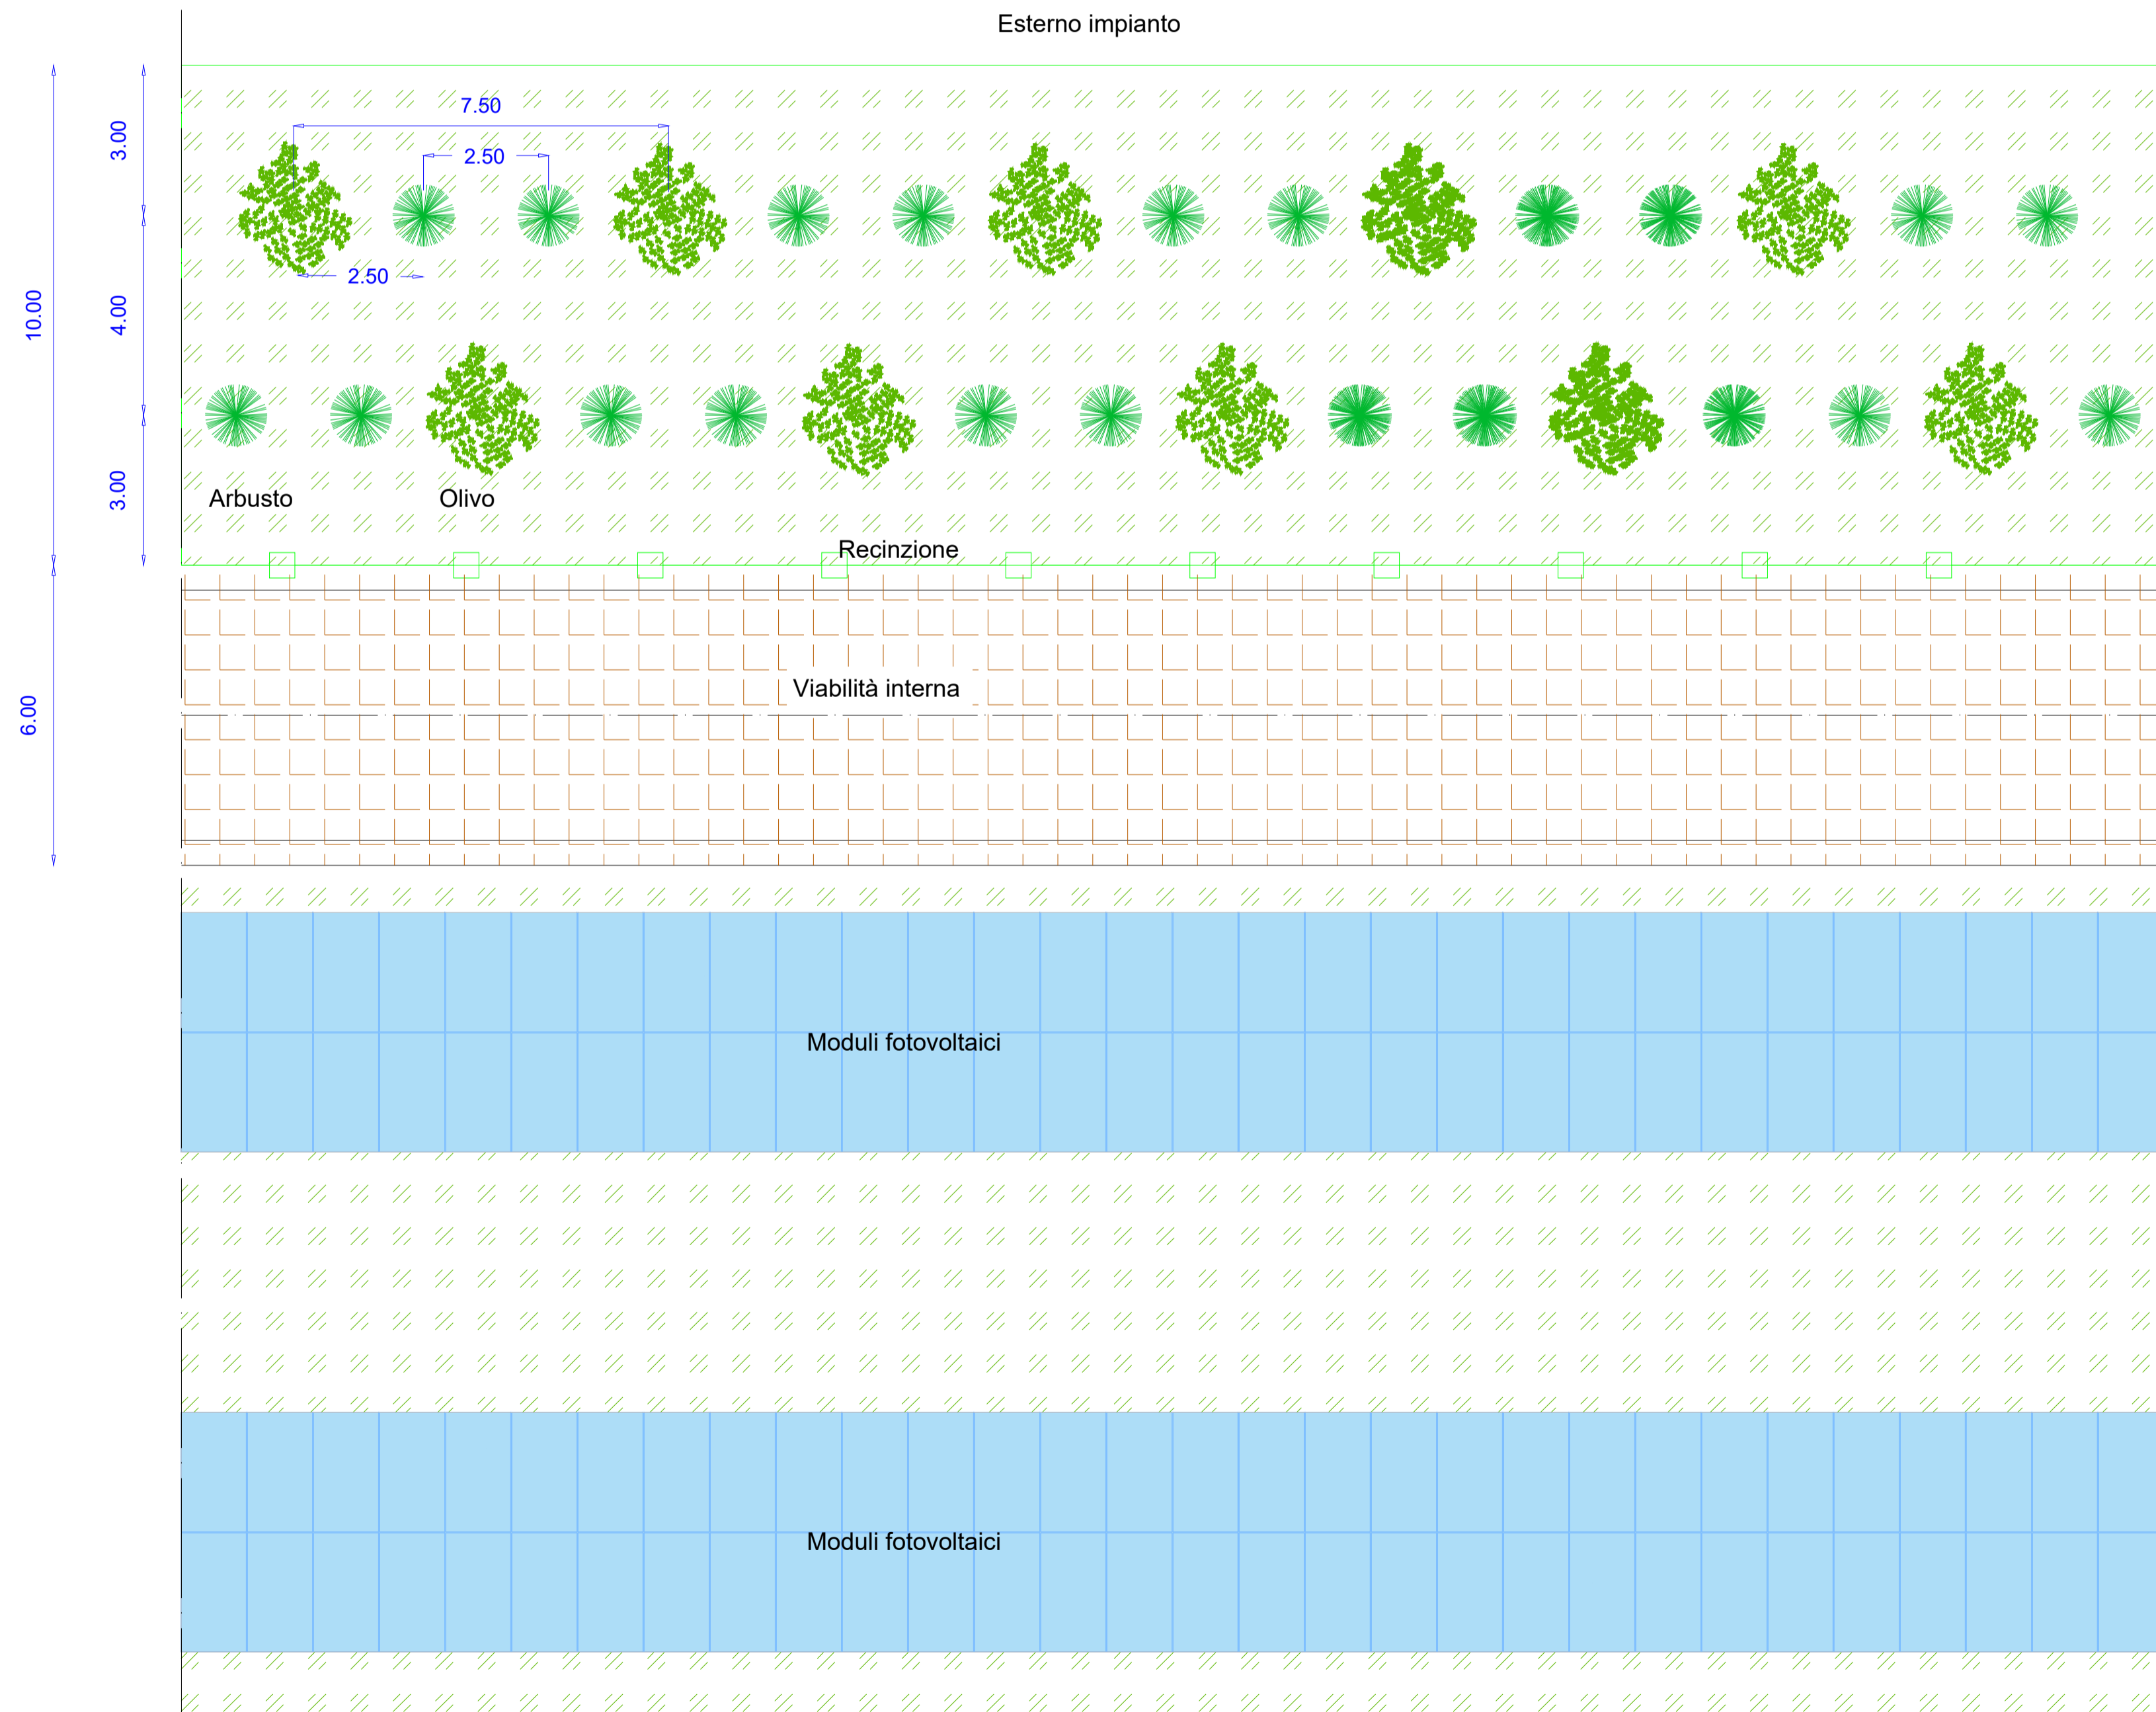 Esterno impianto
7.50
3.00
2.50
2.50
10.00
4.00
3.00
Arbusto
Olivo
Recinzione
Viabilità interna
6.00
Moduli fotovoltaici
Moduli fotovoltaici